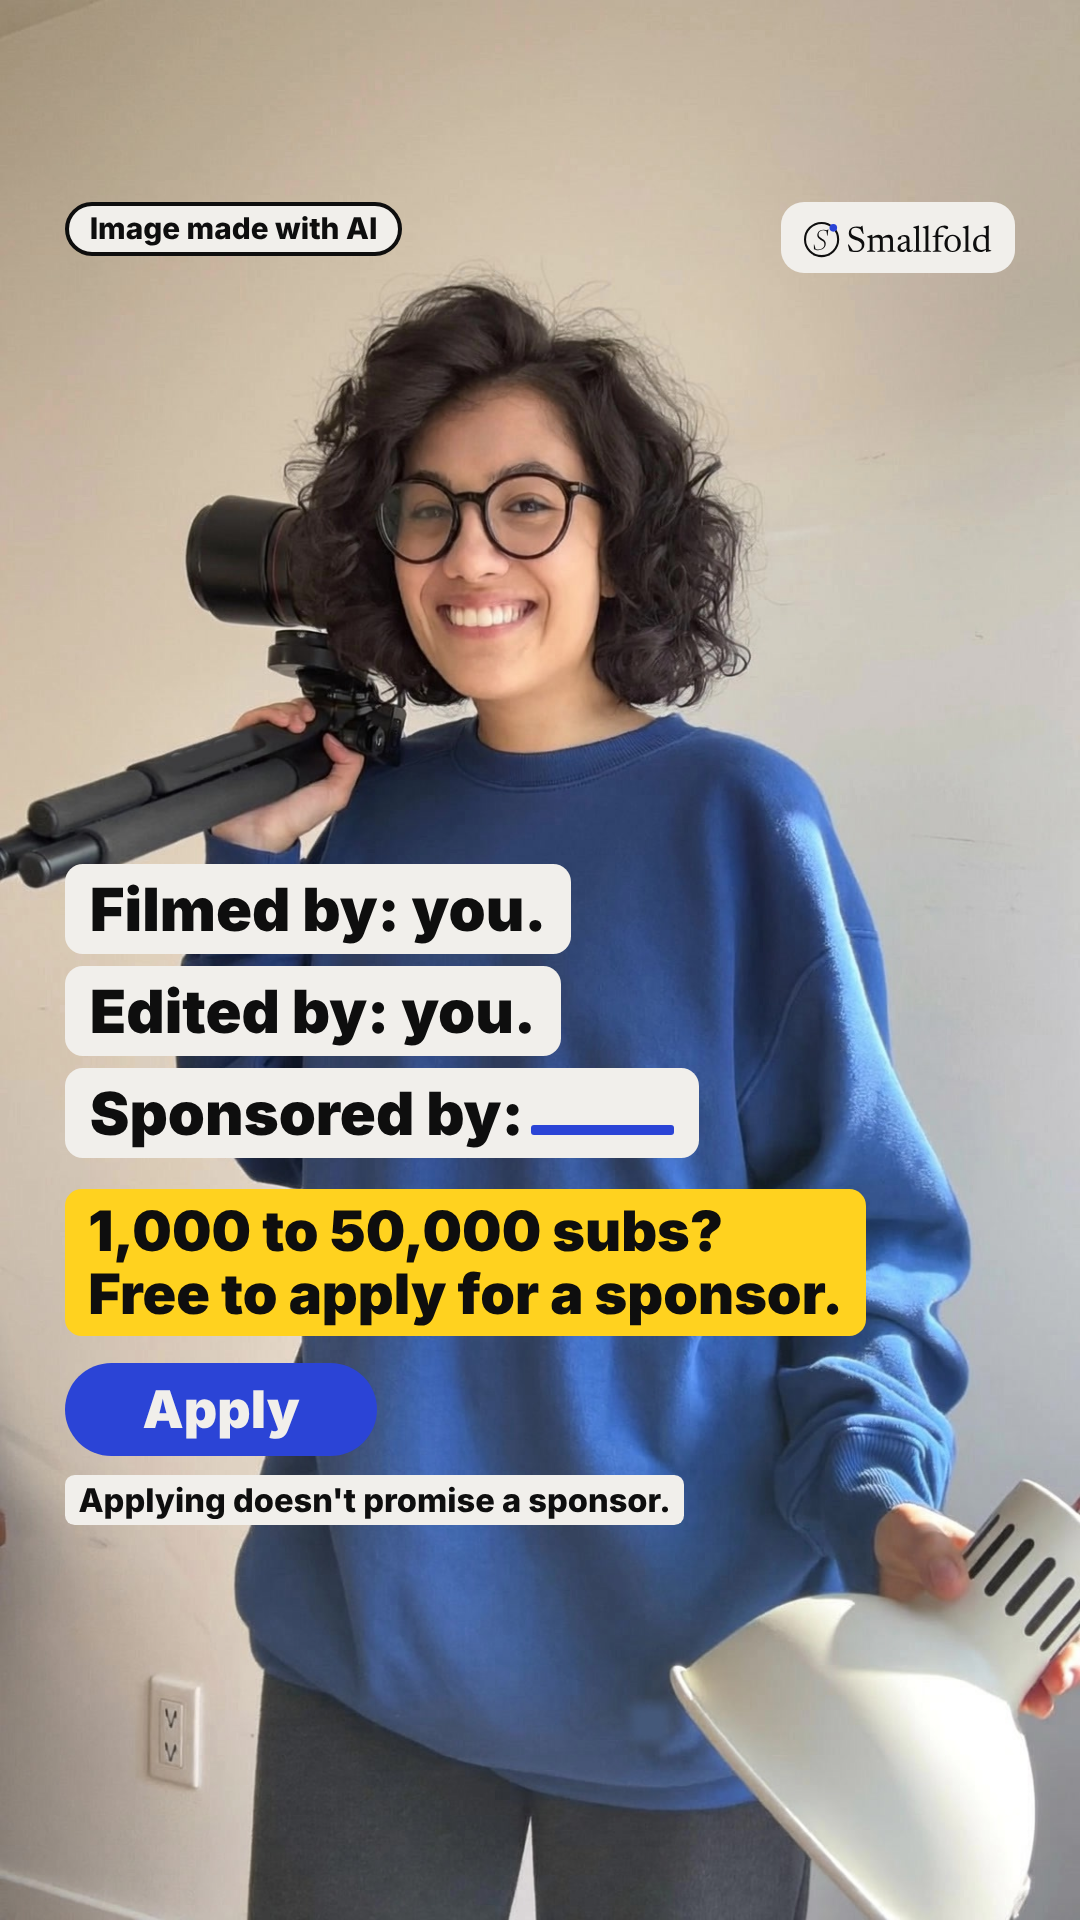 Image made with AI
Smallfold
Filmed by: you.
Edited by: you.
Sponsored by:
1,000 to 50,000 subs?
Free to apply for a sponsor.
Apply
Applying doesn't promise a sponsor.